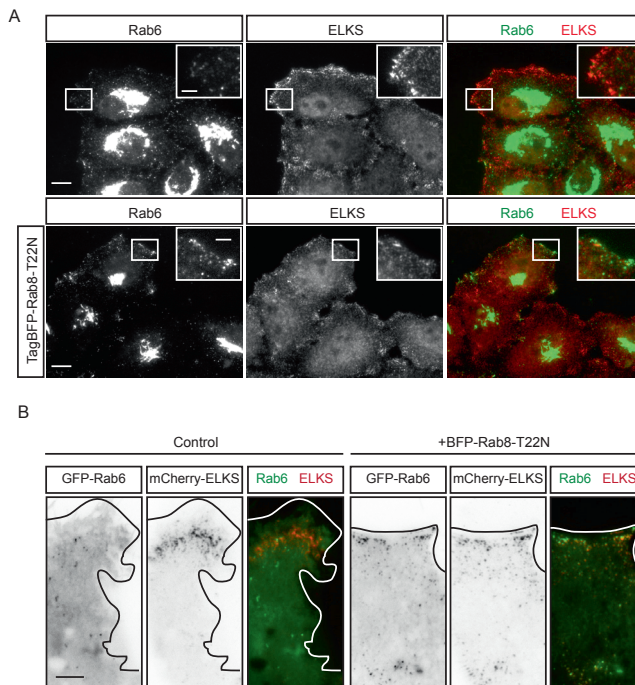 A
Rab6 ELKS Rab6 ELKS
TagBFP-Rab8-T22N
Rab6 ELKS Rab6 ELKS
B
Control +BFP-Rab8-T22N
GFP-Rab6 mCherry-ELKS Rab6 ELKS GFP-Rab6 mCherry-ELKS Rab6 ELKS